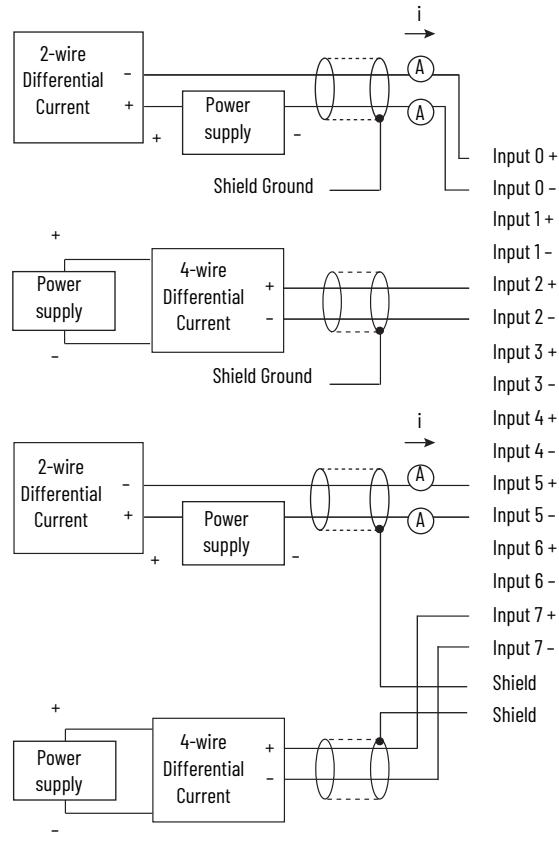 i
2-wire
Differential
Current
–
+
A
A
Power
supply
+
–
Shield Ground
Input 0 +
Input 0 –
Input 1 +
Input 1 –
Input 2 +
Input 2 –
Input 3 +
Input 3 –
Input 4 +
Input 4 –
Input 5 +
Input 5 –
Input 6 +
Input 6 –
Input 7 +
Input 7 –
Shield
Shield
+
Power
supply
–
4-wire
Differential
Current
+
–
Shield Ground
i
2-wire
Differential
Current
–
+
A
A
Power
supply
+
–
+
Power
supply
–
4-wire
Differential
Current
+
–